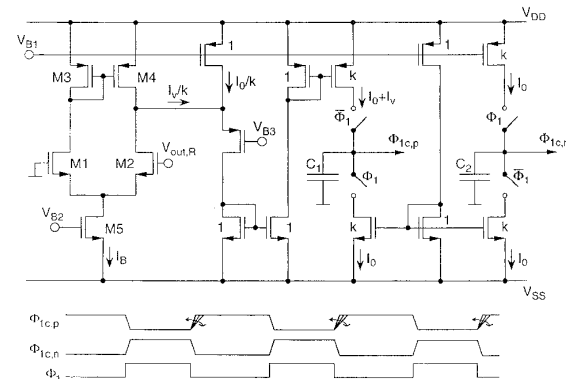 V_DD
V_B1
M3
M4
1
1
k
1
k
I_v/k
I_0/k
I_0+I_v
I_0
Φ̅_1
Φ_1
Φ_1c,p
Φ_1c,n
M1
M2
V_out,R
V_B3
C_1
Φ_1
C_2
Φ̅_1
V_B2
M5
1
1
k
1
k
I_B
I_0
I_0
V_SS
Φ_1c,p
Φ_1c,n